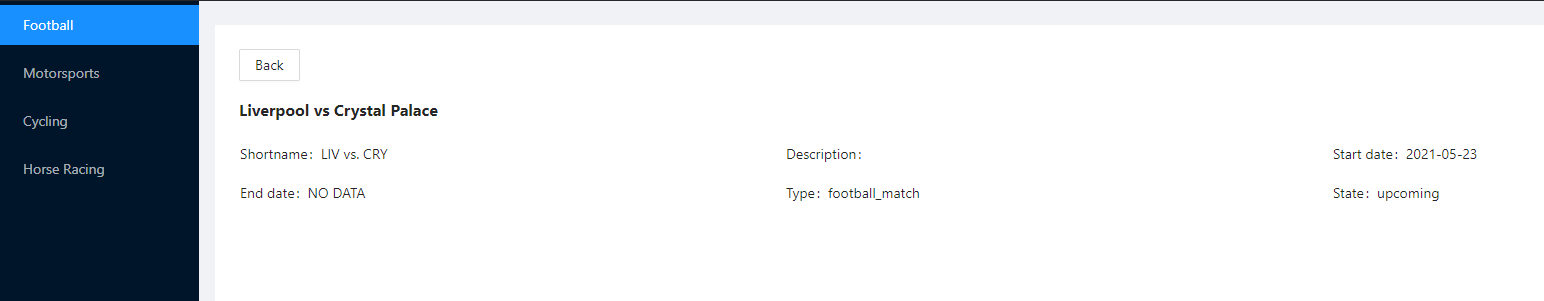 Football
Motorsports
Cycling
Horse Racing
Back
Liverpool vs Crystal Palace
Shortname: LIV vs. CRY
Description:
Start date: 2021-05-23
End date: NO DATA
Type: football_match
State: upcoming